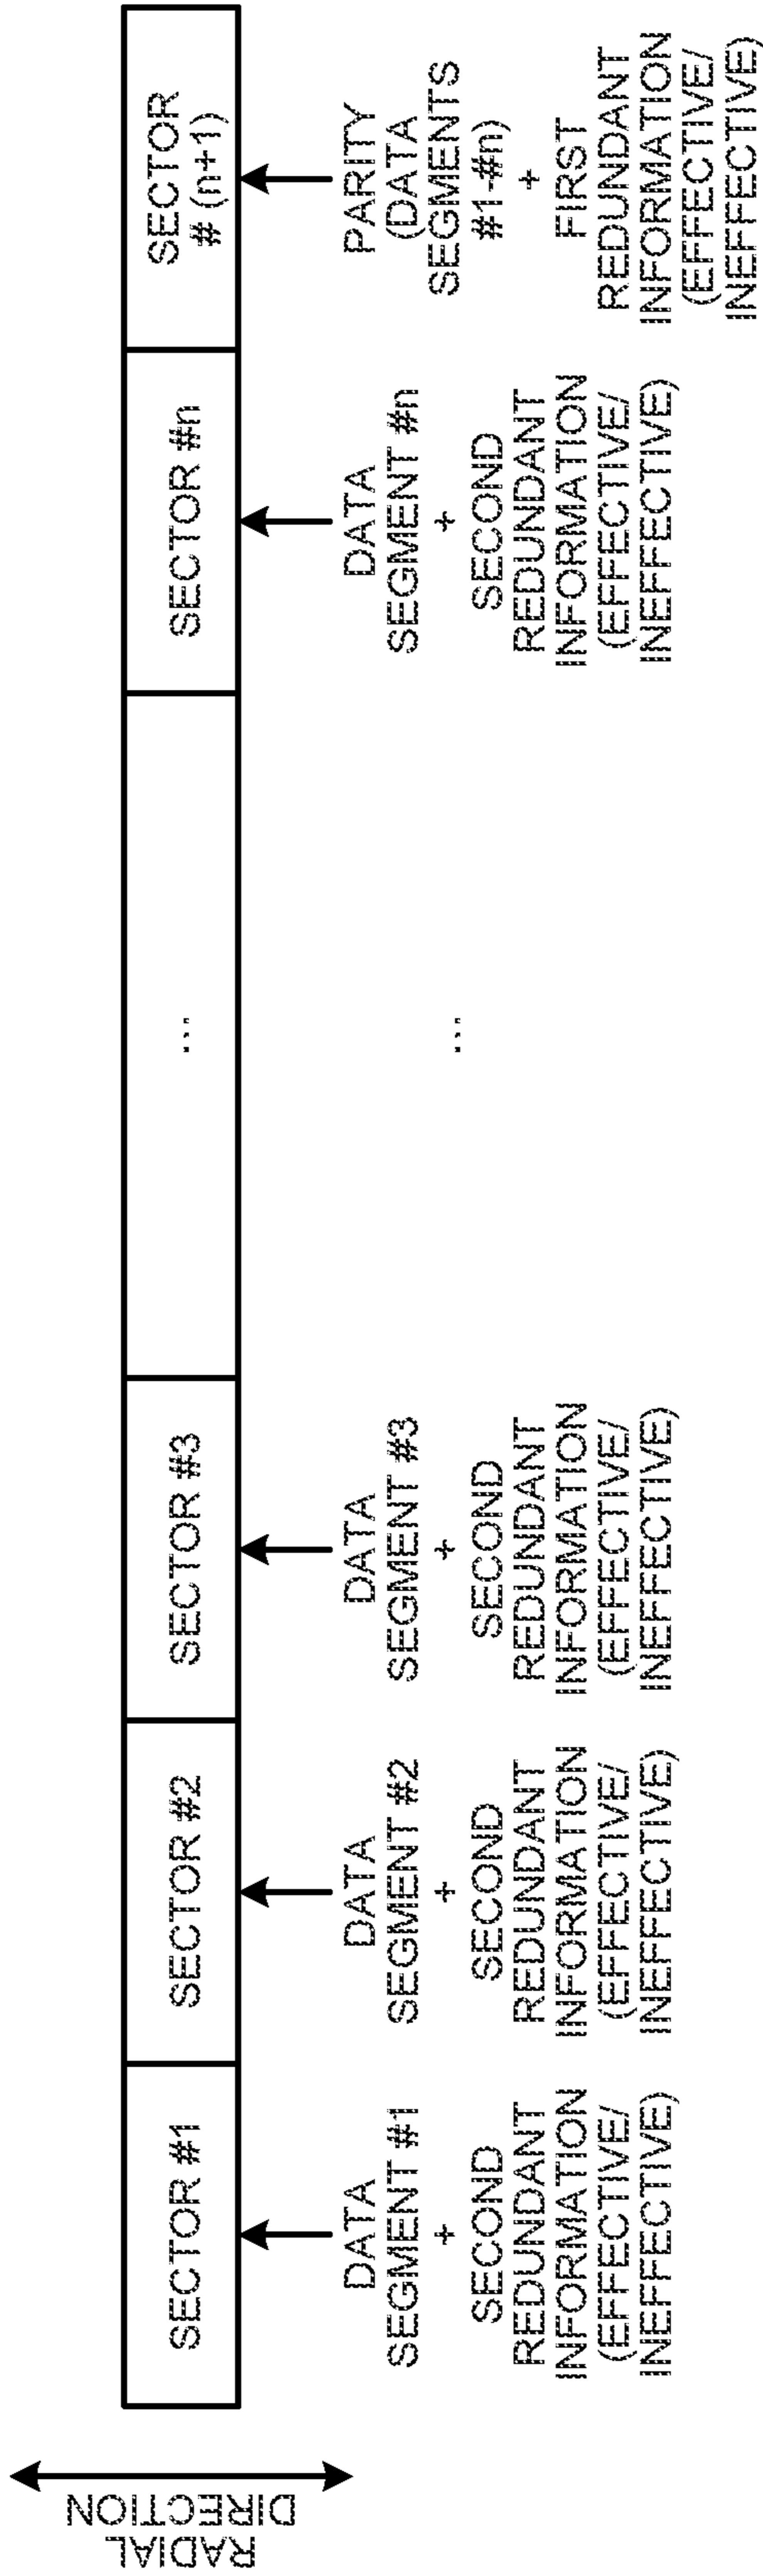 RADIAL
DIRECTION
SECTOR #1
SECTOR #2
SECTOR #3
...
SECTOR #n
SECTOR
# (n+1)
DATA
SEGMENT #1
+
SECOND
REDUNDANT
INFORMATION
(EFFECTIVE/
INEFFECTIVE)
DATA
SEGMENT #2
+
SECOND
REDUNDANT
INFORMATION
(EFFECTIVE/
INEFFECTIVE)
DATA
SEGMENT #3
+
SECOND
REDUNDANT
INFORMATION
(EFFECTIVE/
INEFFECTIVE)
...
DATA
SEGMENT #n
+
SECOND
REDUNDANT
INFORMATION
(EFFECTIVE/
INEFFECTIVE)
PARITY
(DATA
SEGMENTS
#1-#n)
+
FIRST
REDUNDANT
INFORMATION
(EFFECTIVE/
INEFFECTIVE)